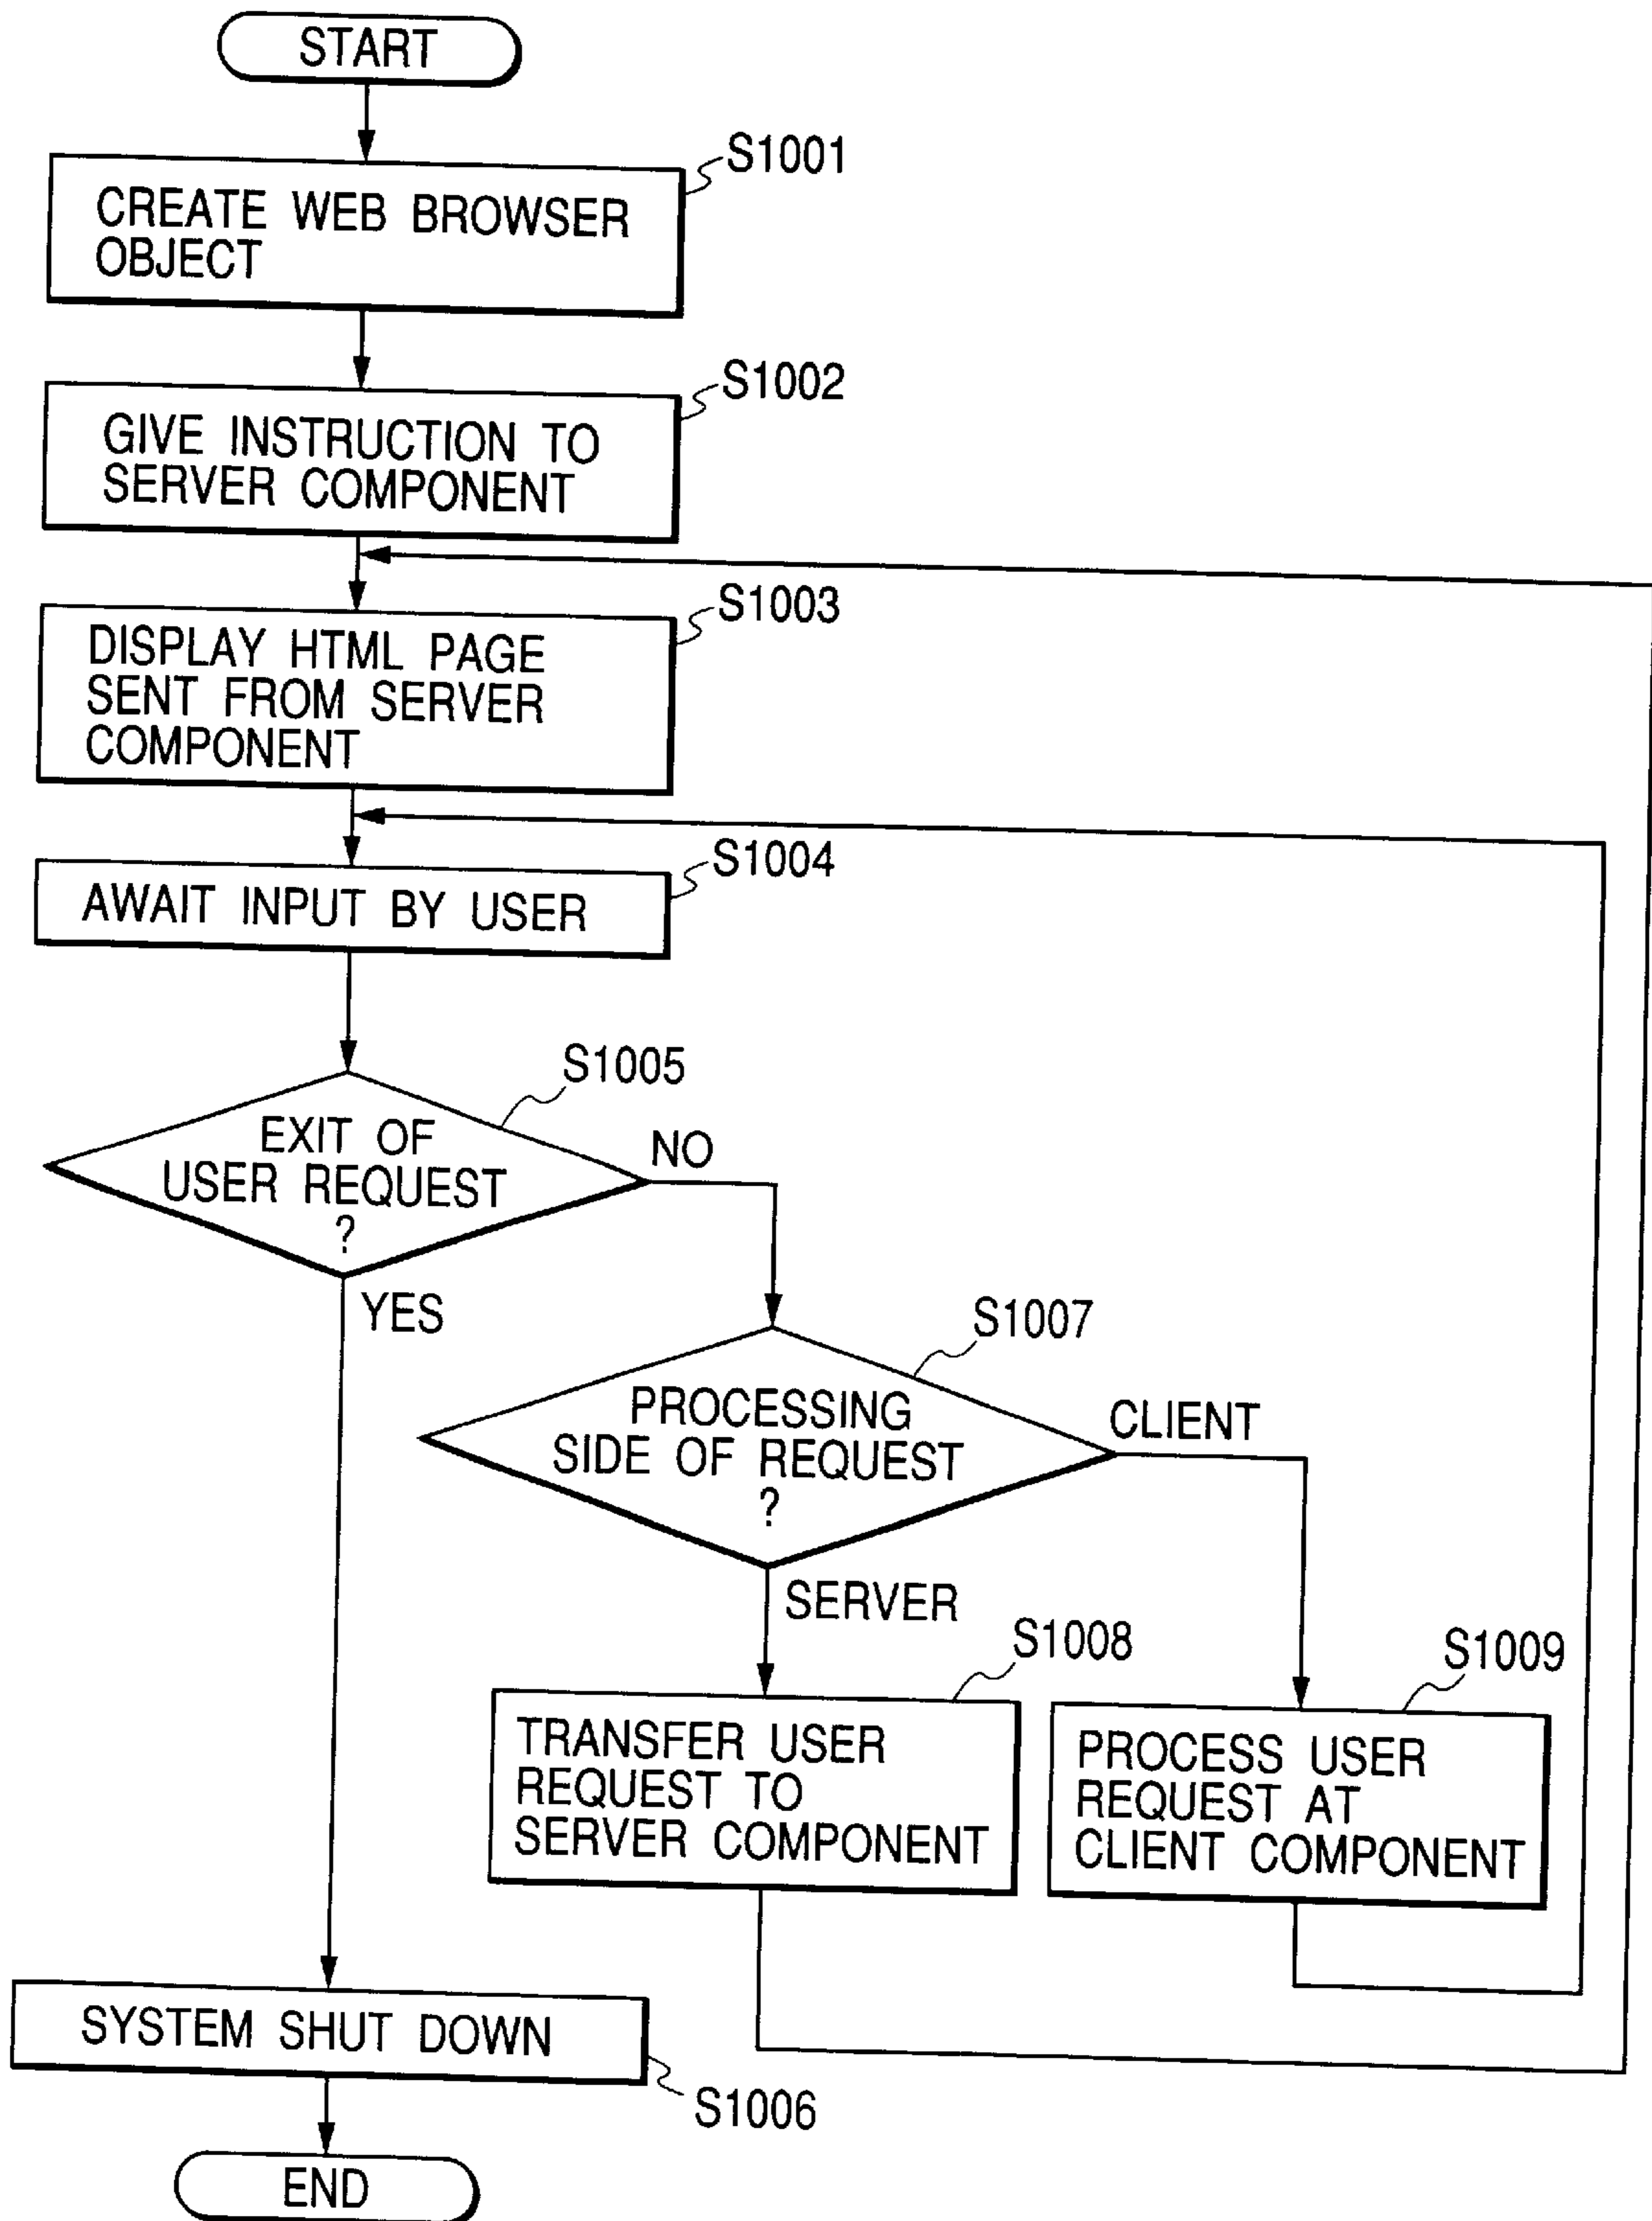 START
S1001
CREATE WEB BROWSER
OBJECT
S1002
GIVE INSTRUCTION TO
SERVER COMPONENT
S1003
DISPLAY HTML PAGE
SENT FROM SERVER
COMPONENT
S1004
AWAIT INPUT BY USER
S1005
EXIT OF
USER REQUEST
?
NO
YES
S1007
PROCESSING
SIDE OF REQUEST
?
CLIENT
SERVER
S1008
TRANSFER USER
REQUEST TO
SERVER COMPONENT
S1009
PROCESS USER
REQUEST AT
CLIENT COMPONENT
SYSTEM SHUT DOWN
S1006
END